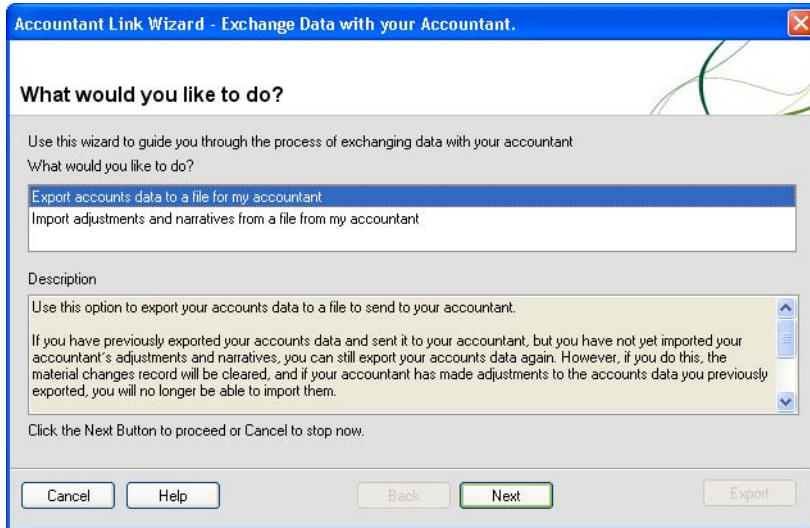 Accountant Link Wizard - Exchange Data with your Accountant.
What would you like to do?
Use this wizard to guide you through the process of exchanging data with your accountant
What would you like to do?
Export accounts data to a file for my accountant
Import adjustments and narratives from a file from my accountant
Description
Use this option to export your accounts data to a file to send to your accountant.
If you have previously exported your accounts data and sent it to your accountant, but you have not yet imported your
accountant's adjustments and narratives, you can still export your accounts data again. However, if you do this, the
material changes record will be cleared, and if your accountant has made adjustments to the accounts data you previously
exported, you will no longer be able to import them.
Click the Next Button to proceed or Cancel to stop now.
Cancel Help Back Next Export